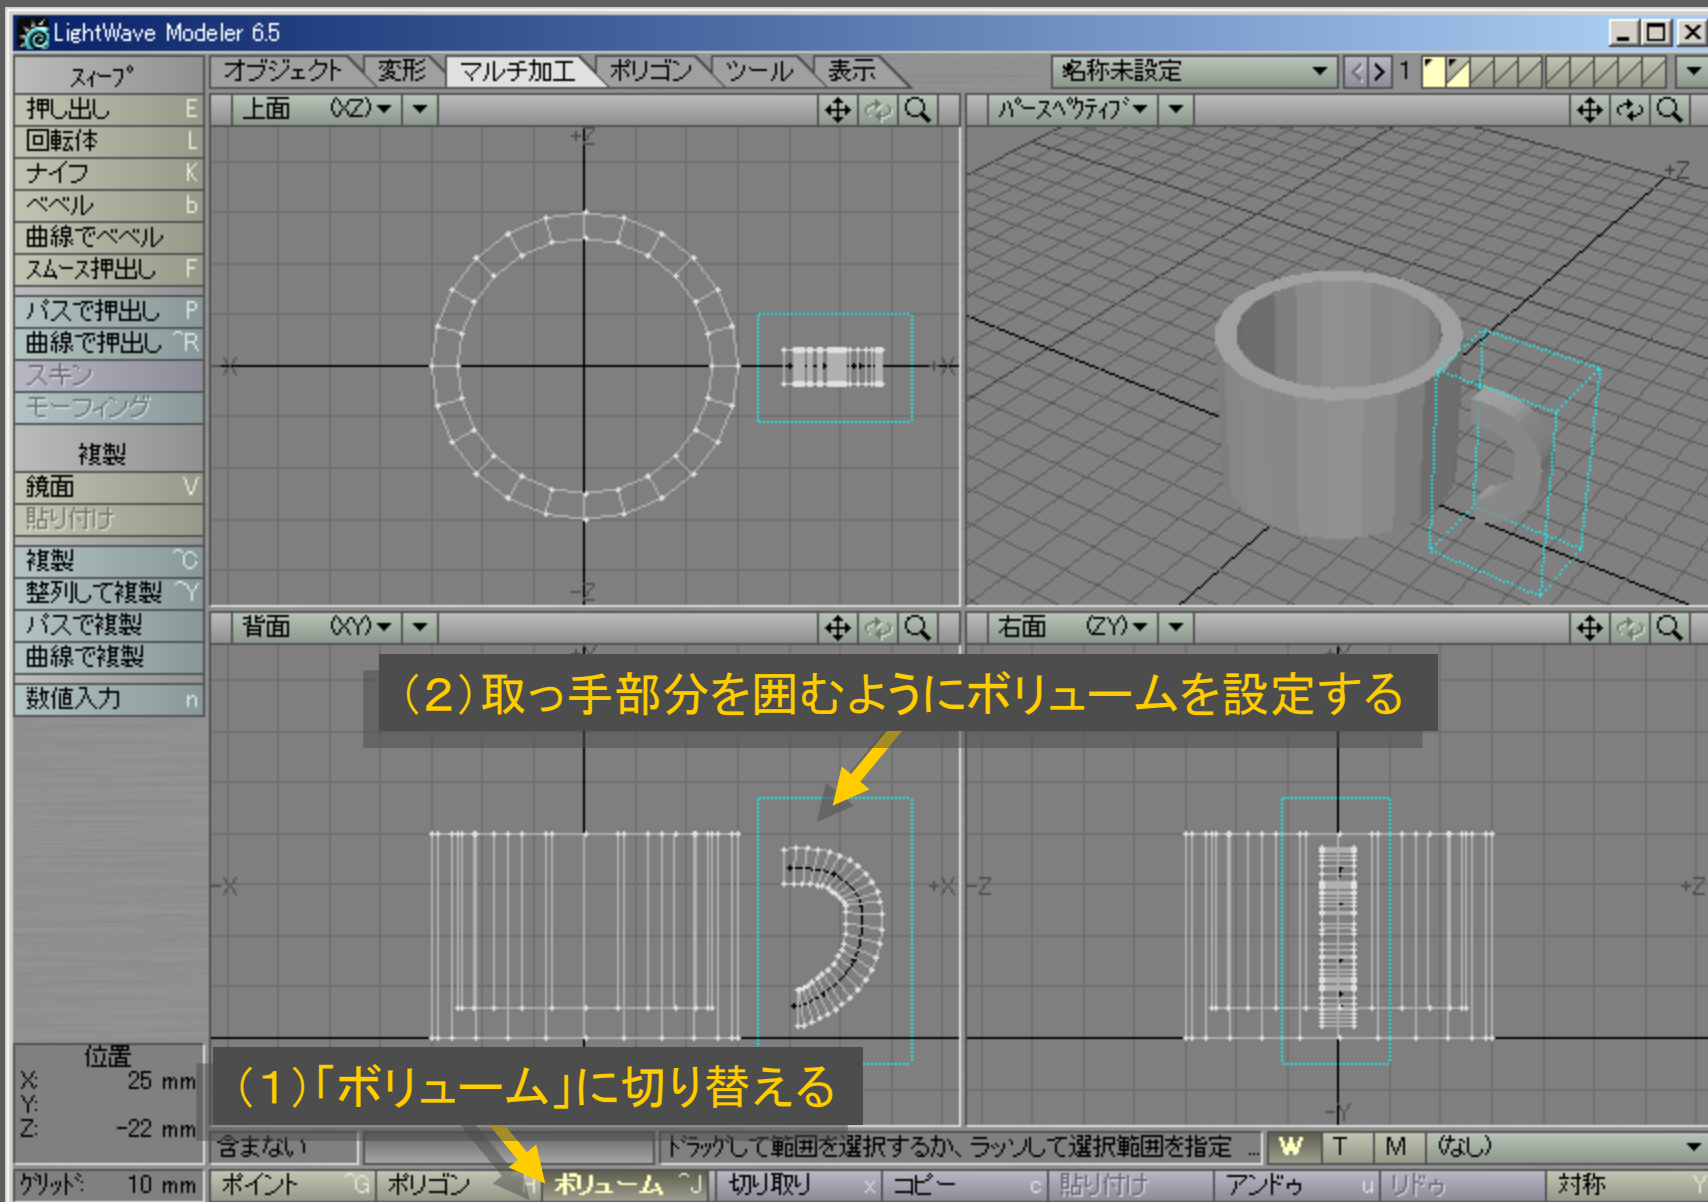 LightWave Modeler 6.5
スイープ
オブジェクト 変形 マルチ加工 ポリゴン ツール 表示
名称未設定 < > 1
押し出し E
回転体 L
ナイフ K
ベベル b
曲線でベベル
スムース押出し F
パスで押出し P
曲線で押出し ^R
スキン
モーフィング
複製
鏡面 V
貼り付け
複製 ^C
整列して複製 ^Y
パスで複製
曲線で複製
数値入力 n
上面 (XZ)
+Z
-X
+X
-Z
パースペクティブ
+Z
背面 (XY)
+Y
-X
+X
右面 (ZY)
+Y
-Z
+Z
-Y
(2)取っ手部分を囲むようにボリュームを設定する
(1)「ボリューム」に切り替える
位置
X: 25 mm
Y:
Z: -22 mm
グリッド: 10 mm
含まない
ドラッグして範囲を選択するか、ラッソして選択範囲を指定 ...
W T M (なし)
ポイント ^G ポリゴン ^H ボリューム ^J 切り取り x コピー c 貼り付け アンドゥ u リドゥ 対称 Y